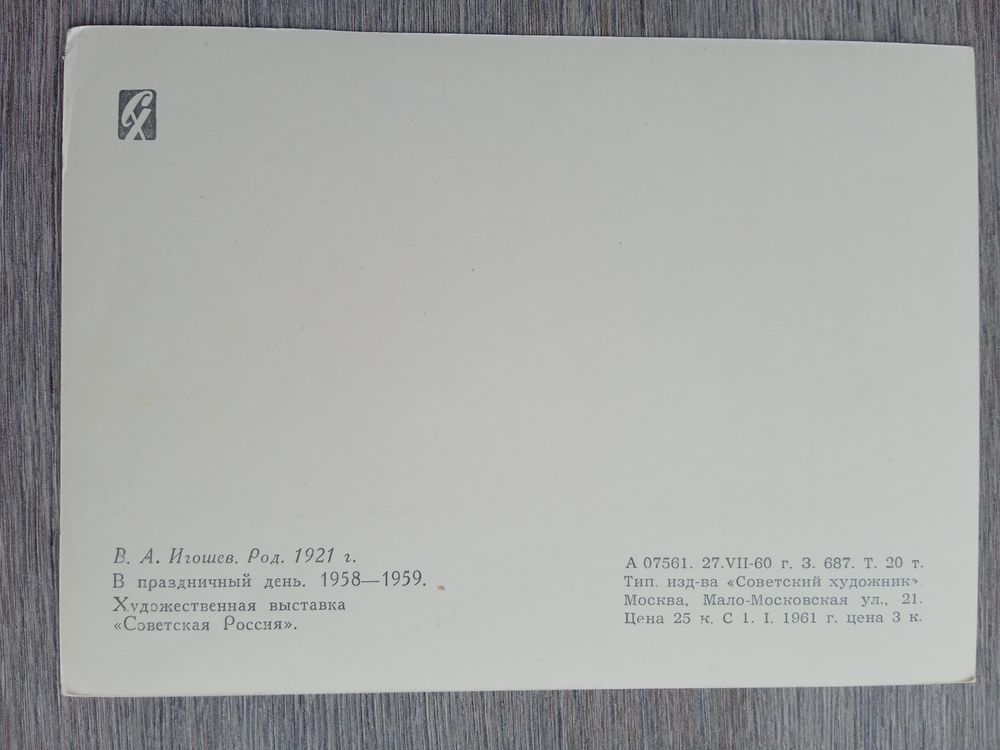 СХ
В. А. Игошев. Род. 1921 г.
В праздничный день. 1958—1959.
Художественная выставка
«Советская Россия».
А 07561. 27.VII-60 г. З. 687. Т. 20 т.
Тип. изд-ва «Советский художник».
Москва, Мало-Московская ул., 21.
Цена 25 к. С 1. I. 1961 г. цена 3 к.